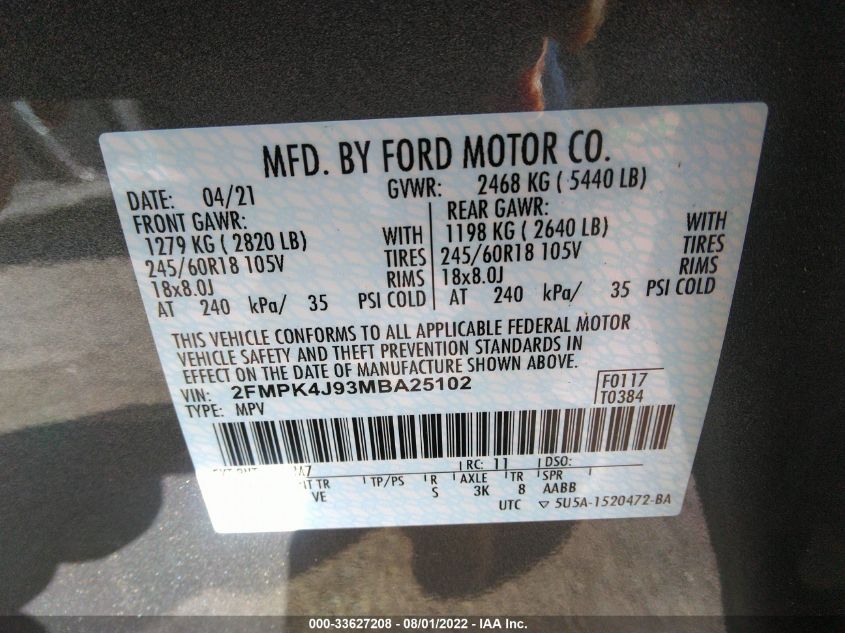 MFD. BY FORD MOTOR CO.
DATE: 04/21 GVWR: 2468 KG ( 5440 LB)
FRONT GAWR: REAR GAWR:
1279 KG ( 2820 LB) WITH 1198 KG ( 2640 LB) WITH
245/60R18 105V TIRES 245/60R18 105V TIRES
18x8.0J RIMS 18x8.0J RIMS
AT 240 kPa/ 35 PSI COLD AT 240 kPa/ 35 PSI COLD
THIS VEHICLE CONFORMS TO ALL APPLICABLE FEDERAL MOTOR
VEHICLE SAFETY AND THEFT PREVENTION STANDARDS IN
EFFECT ON THE DATE OF MANUFACTURE SHOWN ABOVE.
VIN: 2FMPK4J93MBA25102 F0117
TYPE: MPV T0384
RC: 11 DSO:
TR TP/PS R AXLE TR SPR
VE S 3K 8 AABB
UTC ▽ 5U5A-1520472-BA
000-33627208 - 08/01/2022 - IAA Inc.